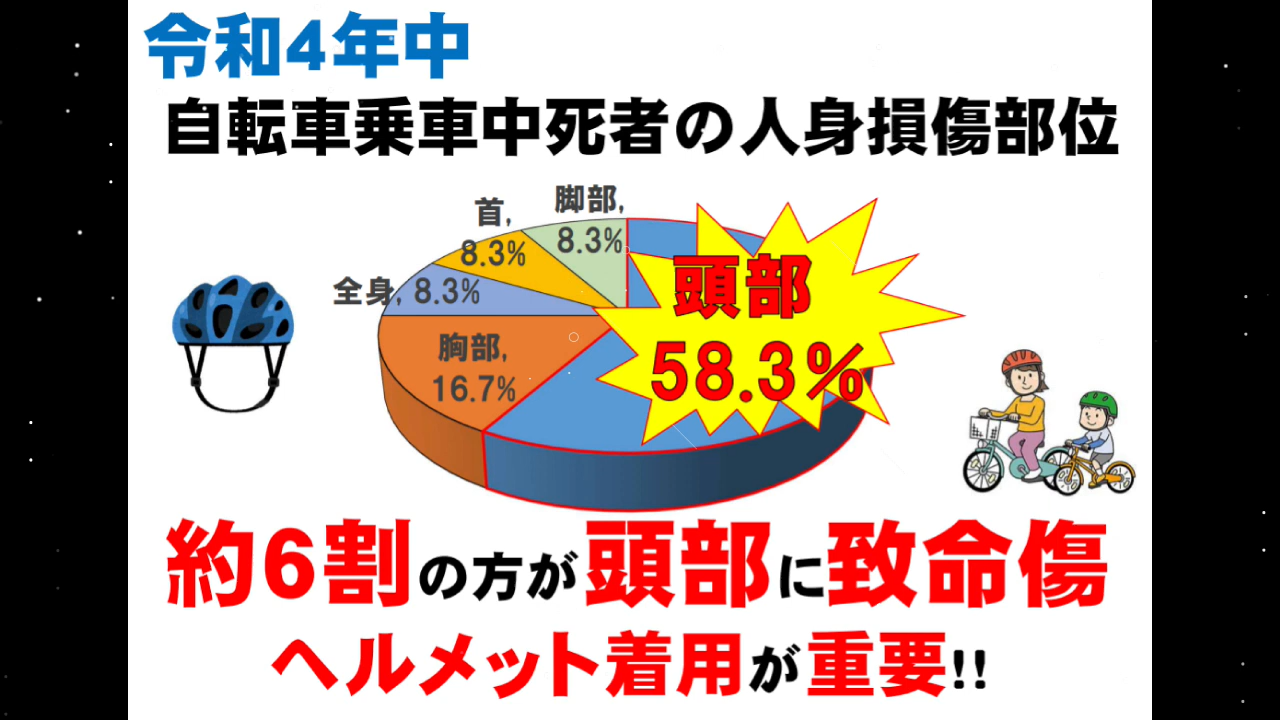 令和4年中
自転車乗車中死者の人身損傷部位
脚部,
8.3%
首,
8.3%
全身, 8.3%
胸部,
16.7%
頭部
58.3%
約6割の方が頭部に致命傷
ヘルメット着用が重要!!